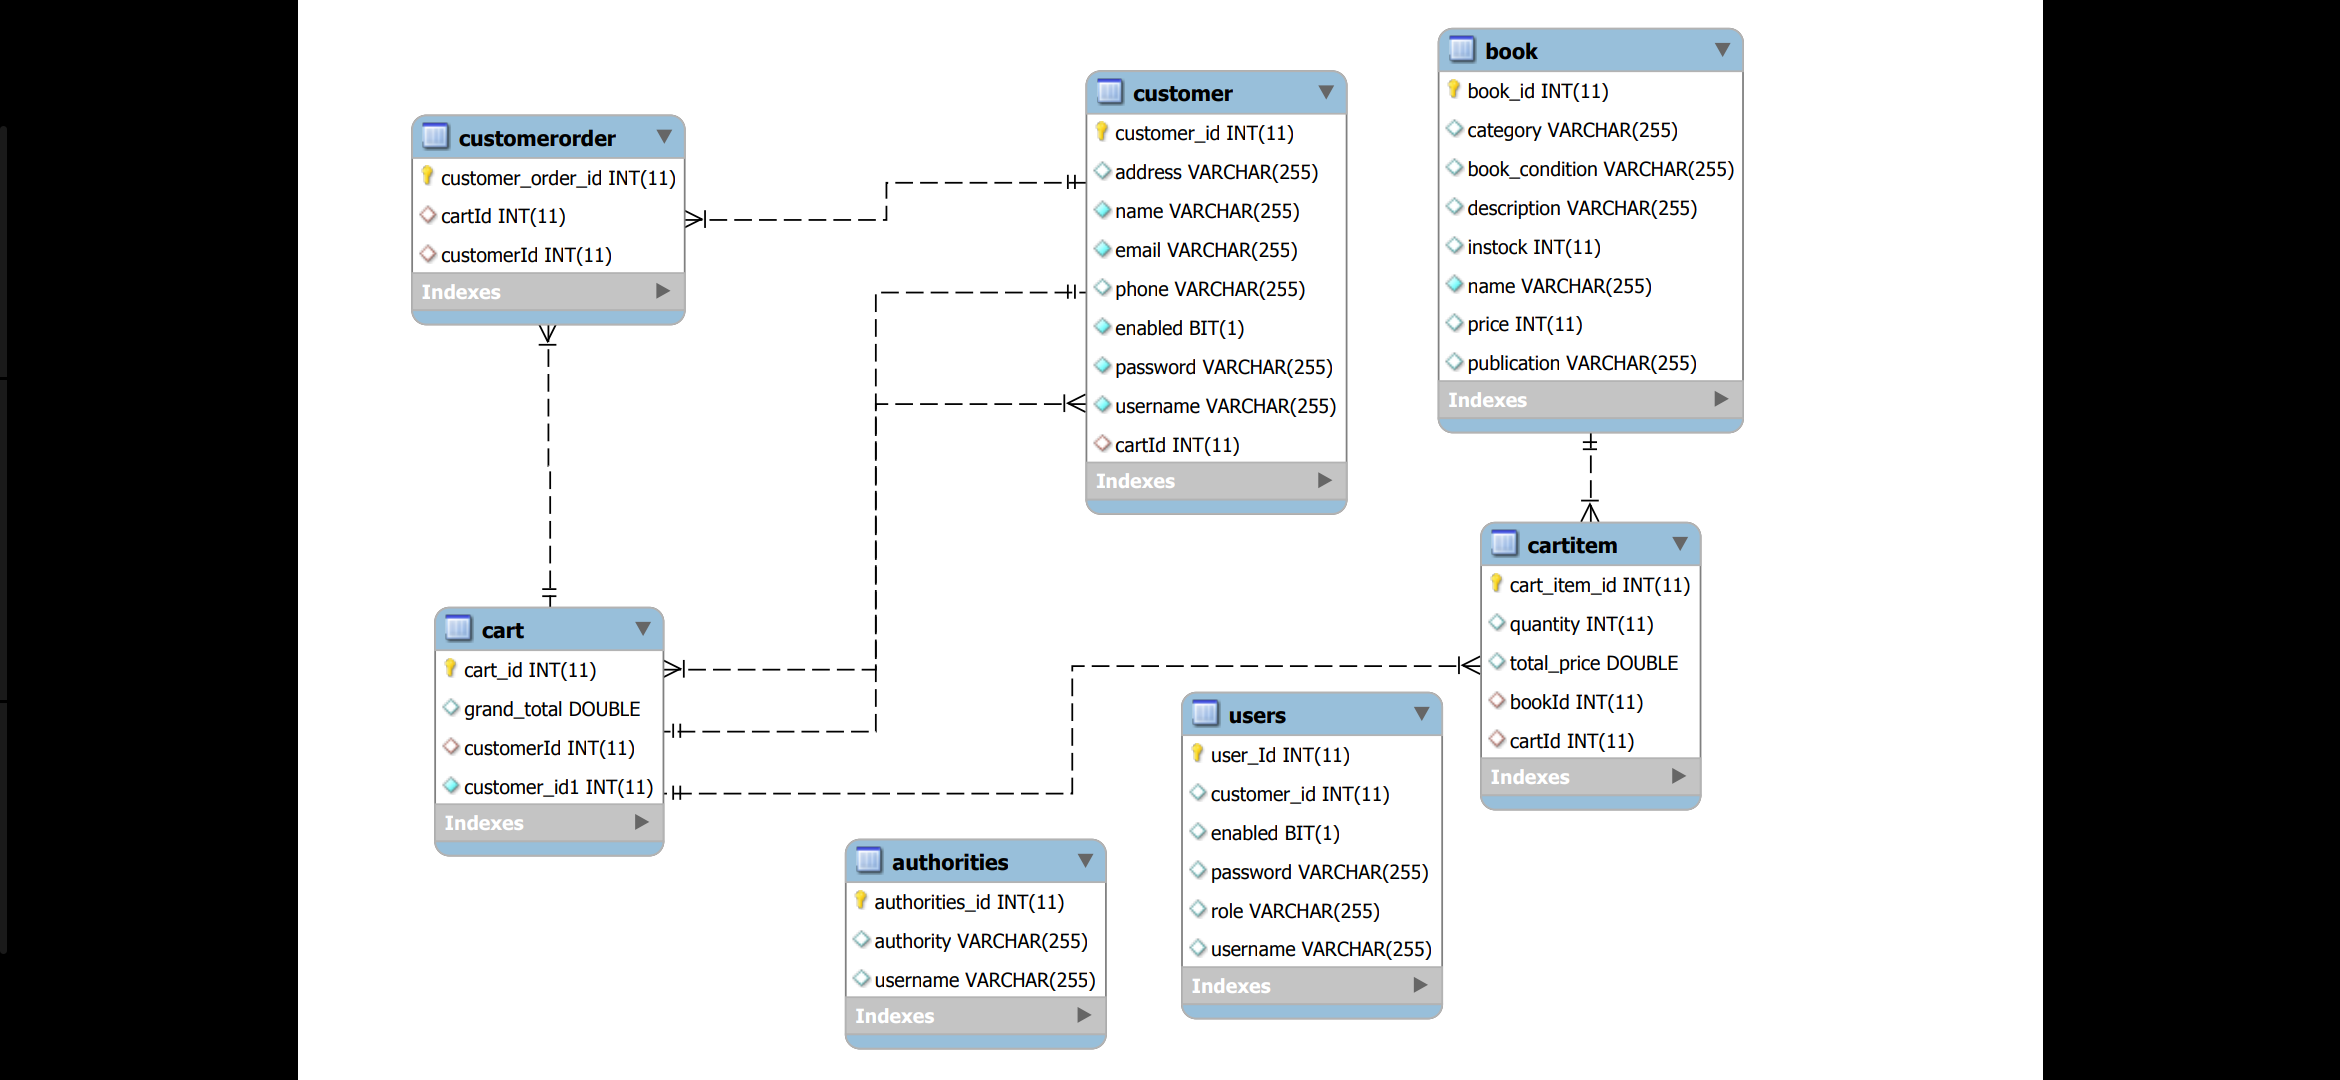 customerorder
customer_order_id INT(11)
cartId INT(11)
customerId INT(11)
Indexes
customer
customer_id INT(11)
address VARCHAR(255)
name VARCHAR(255)
email VARCHAR(255)
phone VARCHAR(255)
enabled BIT(1)
password VARCHAR(255)
username VARCHAR(255)
cartId INT(11)
Indexes
book
book_id INT(11)
category VARCHAR(255)
book_condition VARCHAR(255)
description VARCHAR(255)
instock INT(11)
name VARCHAR(255)
price INT(11)
publication VARCHAR(255)
Indexes
cart
cart_id INT(11)
grand_total DOUBLE
customerId INT(11)
customer_id1 INT(11)
Indexes
cartitem
cart_item_id INT(11)
quantity INT(11)
total_price DOUBLE
bookId INT(11)
cartId INT(11)
Indexes
authorities
authorities_id INT(11)
authority VARCHAR(255)
username VARCHAR(255)
Indexes
users
user_Id INT(11)
customer_id INT(11)
enabled BIT(1)
password VARCHAR(255)
role VARCHAR(255)
username VARCHAR(255)
Indexes